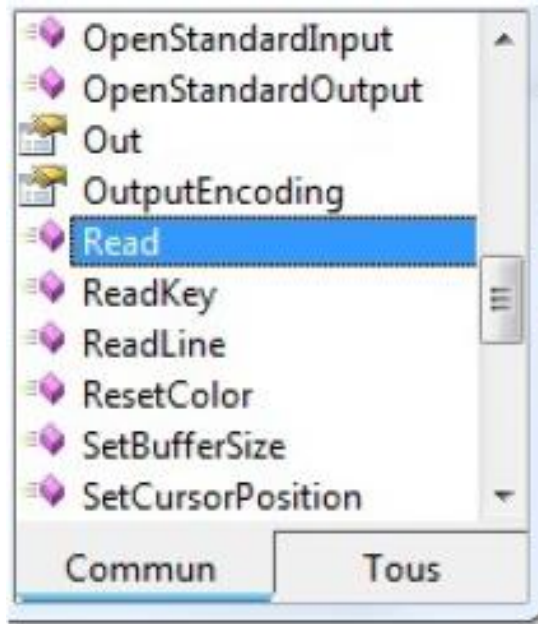 OpenStandardInput
OpenStandardOutput
Out
OutputEncoding
Read
ReadKey
ReadLine
ResetColor
SetBufferSize
SetCursorPosition
Commun Tous